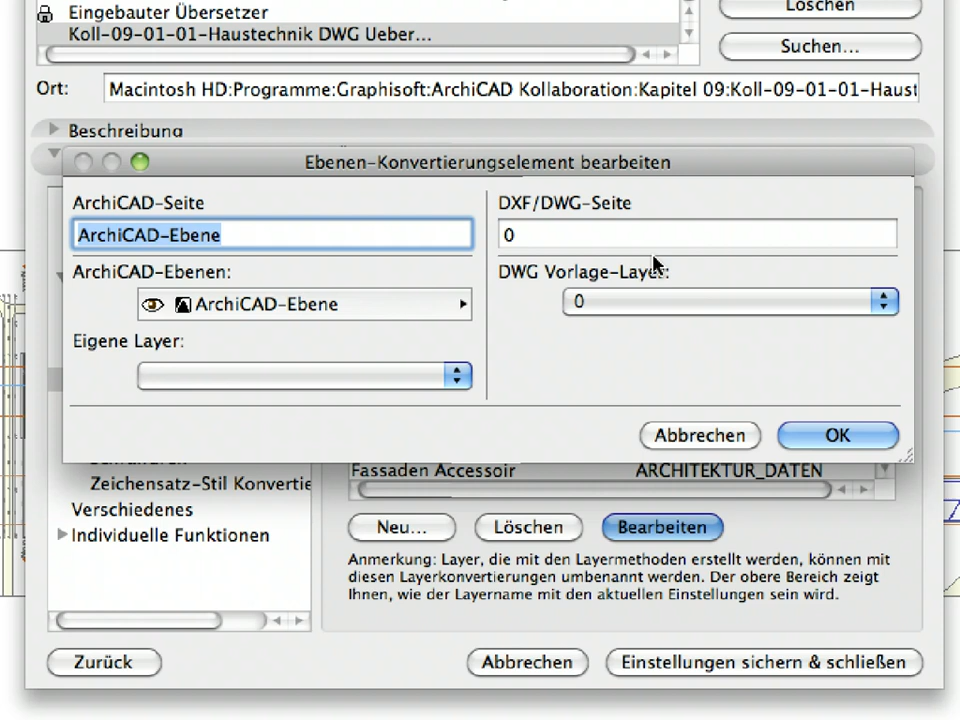 Löschen
Eingebauter Übersetzer
Koll-09-01-01-Haustechnik DWG Ueber...
Suchen...
Ort:
Macintosh HD:Programme:Graphisoft:ArchiCAD Kollaboration:Kapitel 09:Koll-09-01-01-Haust
Beschreibung
Ebenen-Konvertierungselement bearbeiten
ArchiCAD-Seite
DXF/DWG-Seite
ArchiCAD-Ebene
0
ArchiCAD-Ebenen:
DWG Vorlage-Layer:
ArchiCAD-Ebene
0
Eigene Layer:
Abbrechen
OK
Fassaden Accessoir
ARCHITEKTUR_DATEN
Zeichensatz-Stil Konvertie
Verschiedenes
Individuelle Funktionen
Neu...
Löschen
Bearbeiten
Anmerkung: Layer, die mit den Layermethoden erstellt werden, können mit
diesen Layerkonvertierungen umbenannt werden. Der obere Bereich zeigt
Ihnen, wie der Layername mit den aktuellen Einstellungen sein wird.
Zurück
Abbrechen
Einstellungen sichern & schließen